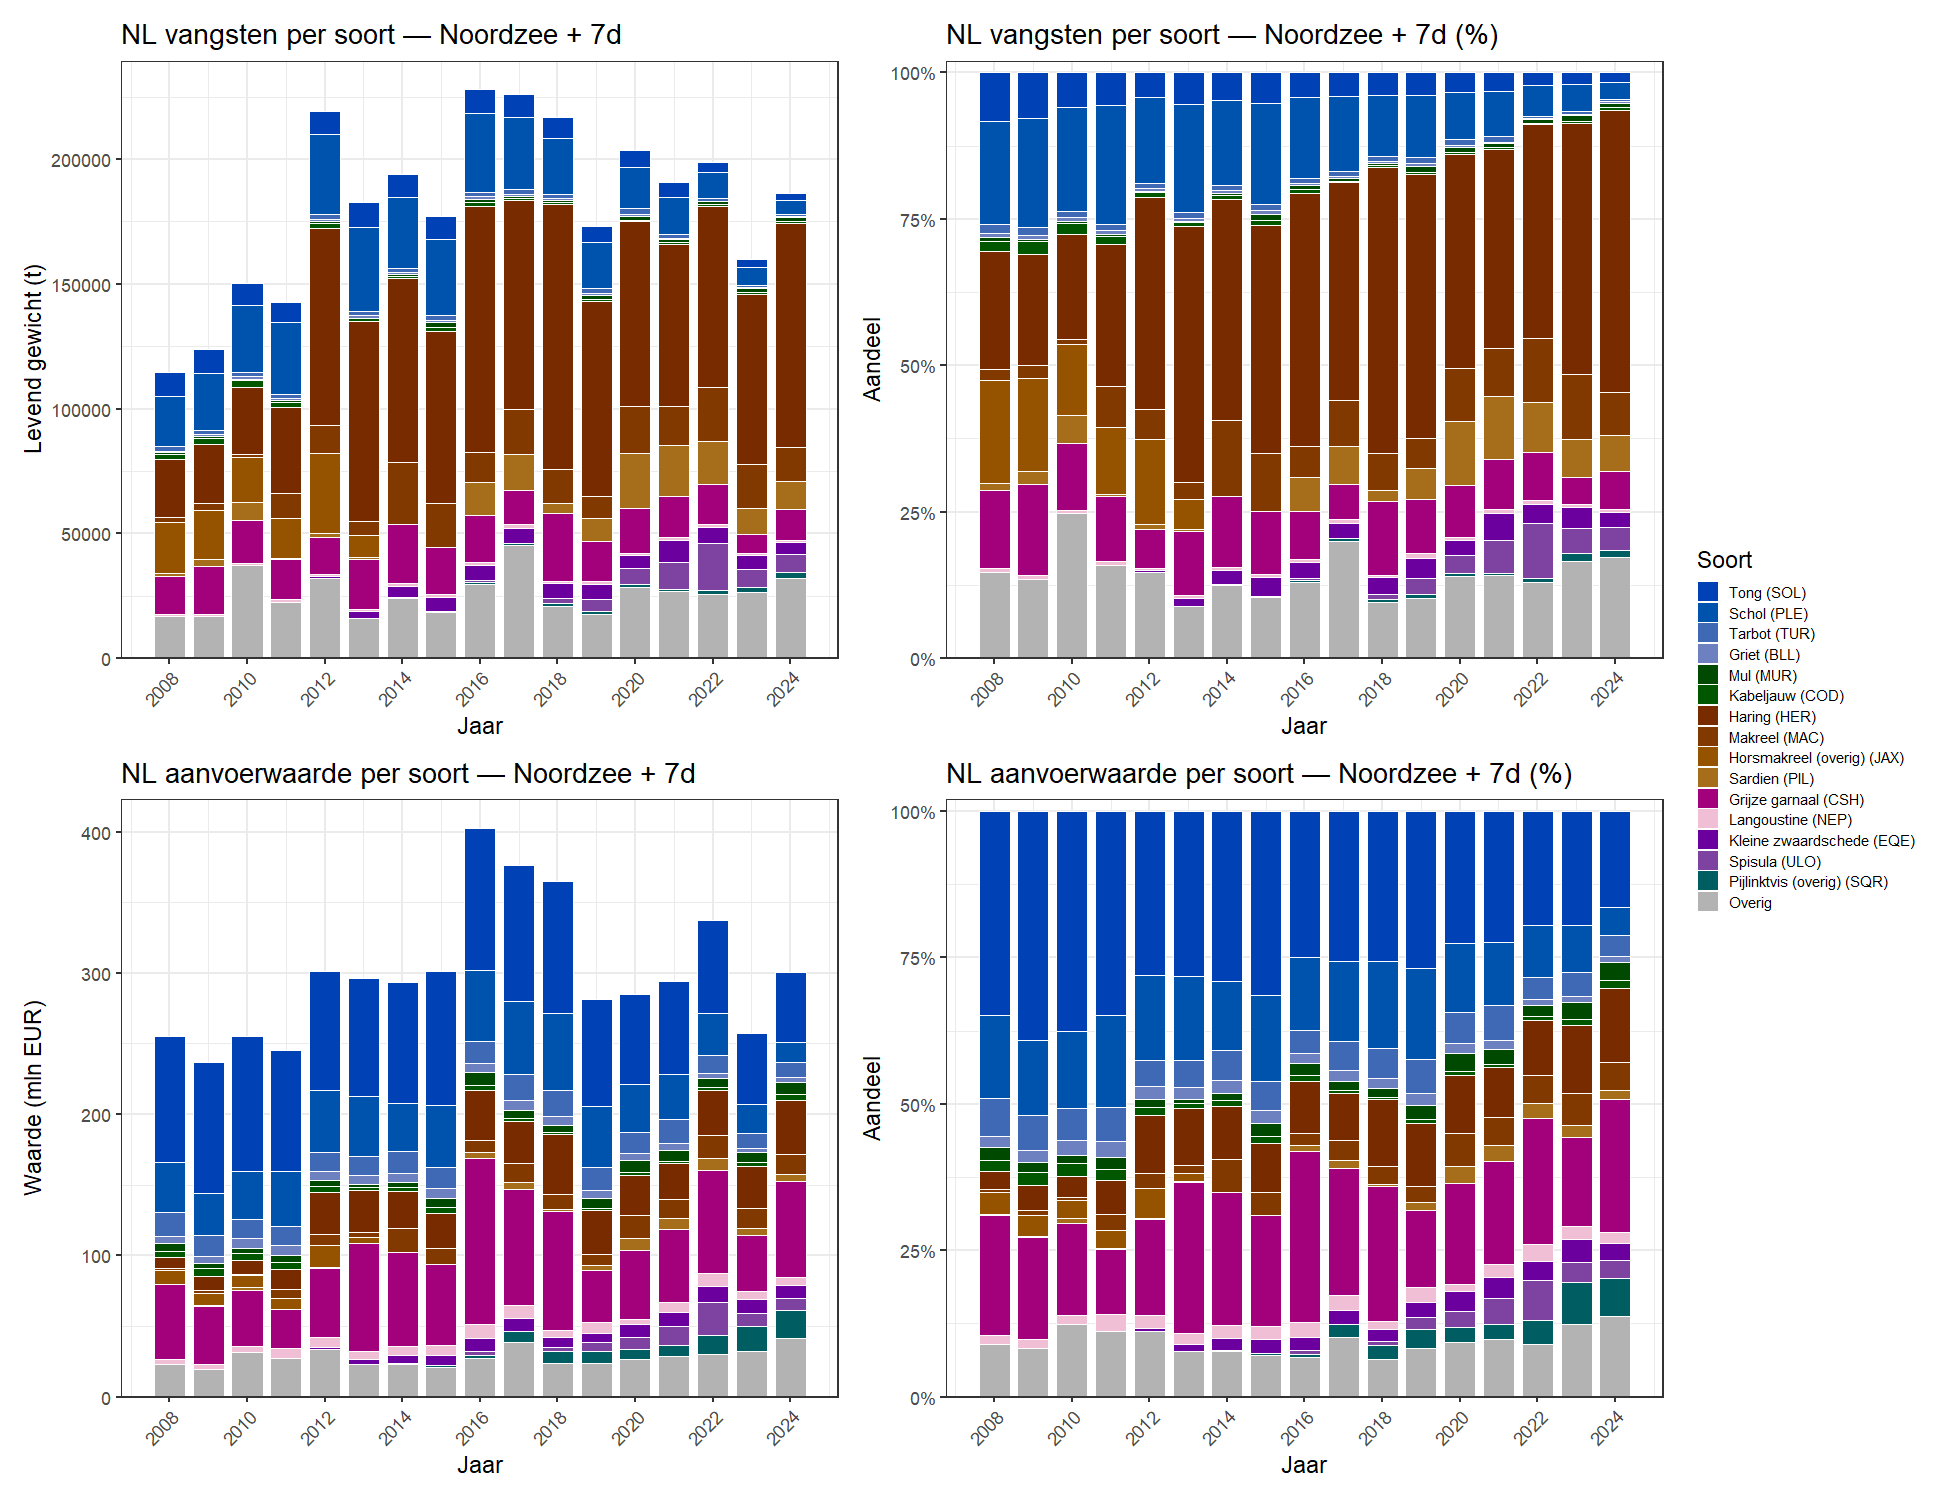 NL vangsten per soort — Noordzee + 7d
Levend gewicht (t)
200000
150000
100000
50000
0
2008
2010
2012
2014
2016
2018
2020
2022
2024
Jaar
NL vangsten per soort — Noordzee + 7d (%)
Aandeel
100%
75%
50%
25%
0%
2008
2010
2012
2014
2016
2018
2020
2022
2024
Jaar
NL aanvoerwaarde per soort — Noordzee + 7d
Waarde (mln EUR)
400
300
200
100
0
2008
2010
2012
2014
2016
2018
2020
2022
2024
Jaar
NL aanvoerwaarde per soort — Noordzee + 7d (%)
Aandeel
100%
75%
50%
25%
0%
2008
2010
2012
2014
2016
2018
2020
2022
2024
Jaar
Soort
Tong (SOL)
Schol (PLE)
Tarbot (TUR)
Griet (BLL)
Mul (MUR)
Kabeljauw (COD)
Haring (HER)
Makreel (MAC)
Horsmakreel (overig) (JAX)
Sardien (PIL)
Grijze garnaal (CSH)
Langoustine (NEP)
Kleine zwaardschede (EQE)
Spisula (ULO)
Pijlinktvis (overig) (SQR)
Overig